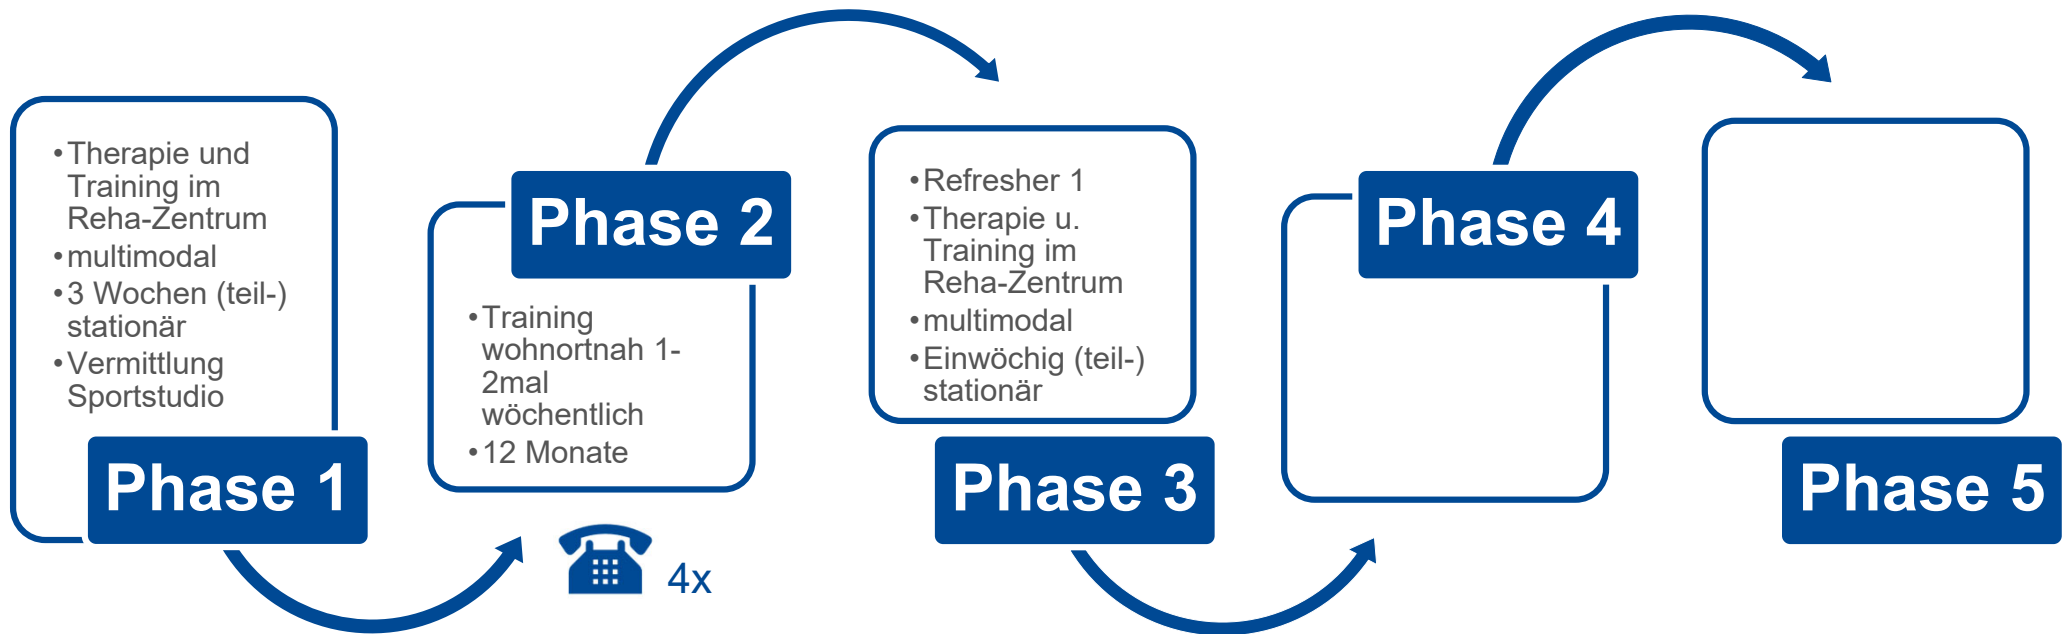 •Therapie und
Training im
Reha-Zentrum
•multimodal
•3 Wochen (teil-)
stationär
•Vermittlung
Sportstudio
Phase 1
Phase 2
•Training
wohnortnah 1-
2mal
wöchentlich
•12 Monate
4x
•Refresher 1
•Therapie u.
Training im
Reha-Zentrum
•multimodal
•Einwöchig (teil-)
stationär
Phase 3
Phase 4
Phase 5